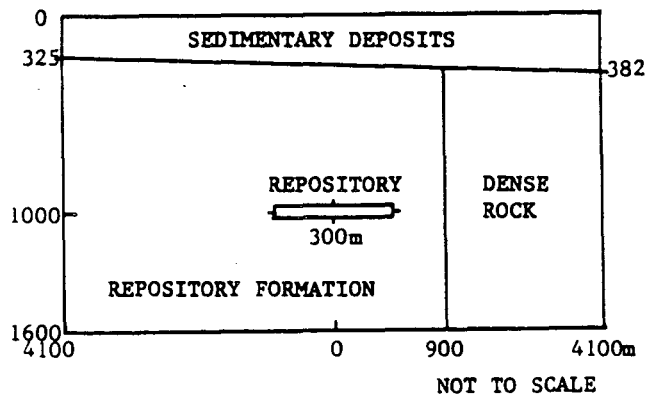 0
SEDIMENTARY DEPOSITS
325
382
REPOSITORY
DENSE
ROCK
1000
300m
REPOSITORY FORMATION
1600
4100 0 900 4100m
NOT TO SCALE